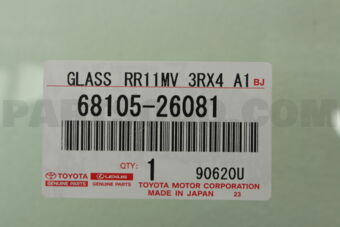 GLASS RR11MV 3RX4 A1 BJ
68105-26081
QTY: 1 90620U
TOYOTA LEXUS
GENUINE PARTS GENUINE PARTS TOYOTA MOTOR CORPORATION
MADE IN JAPAN 23